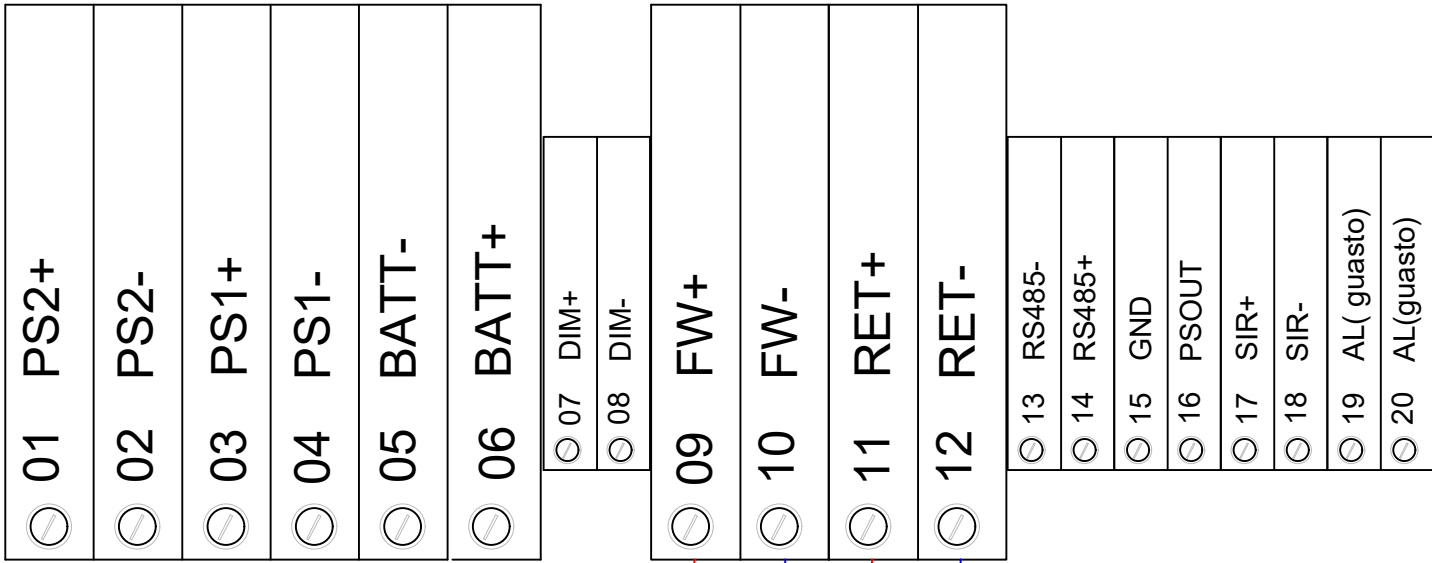 01 PS2+
02 PS2-
03 PS1+
04 PS1-
05 BATT-
06 BATT+
07 DIM+
08 DIM-
09 FW+
10 FW-
11 RET+
12 RET-
13 RS485-
14 RS485+
15 GND
16 PSOUT
17 SIR+
18 SIR-
19 AL( guasto)
20 AL(guasto)